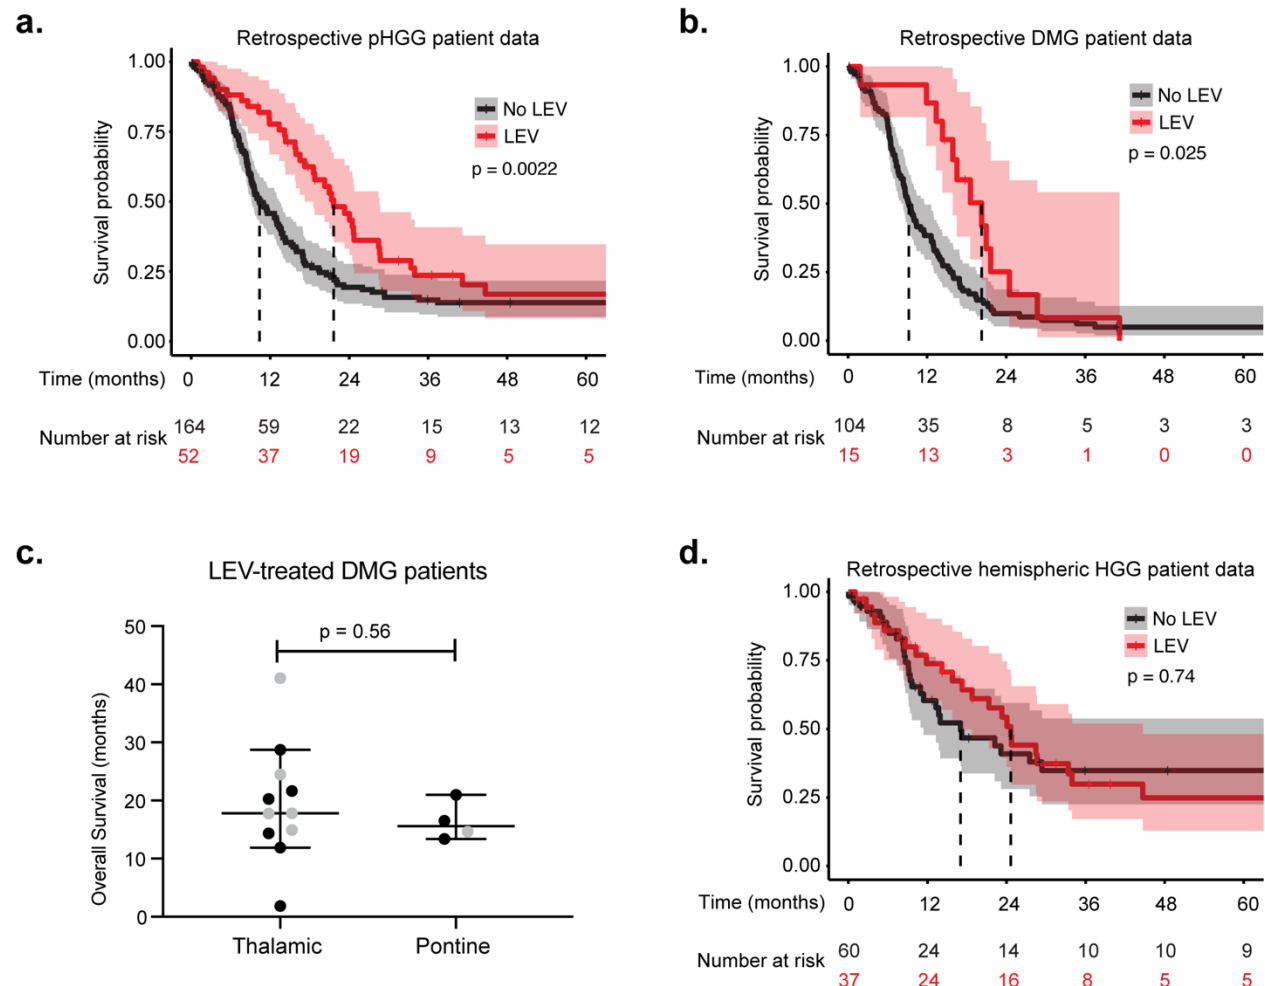 a.
Retrospective pHGG patient data
Survival probability
1.00
0.75
0.50
0.25
0.00
No LEV
LEV
p = 0.0022
Time (months) 0 12 24 36 48 60
Number at risk
164 59 22 15 13 12
52 37 19 9 5 5
b.
Retrospective DMG patient data
Survival probability
1.00
0.75
0.50
0.25
0.00
No LEV
LEV
p = 0.025
Time (months) 0 12 24 36 48 60
Number at risk
104 35 8 5 3 3
15 13 3 1 0 0
c.
LEV-treated DMG patients
Overall Survival (months)
50
40
30
20
10
0
p = 0.56
Thalamic Pontine
d.
Retrospective hemispheric HGG patient data
Survival probability
1.00
0.75
0.50
0.25
0.00
No LEV
LEV
p = 0.74
Time (months) 0 12 24 36 48 60
Number at risk
60 24 14 10 10 9
37 24 16 8 5 5